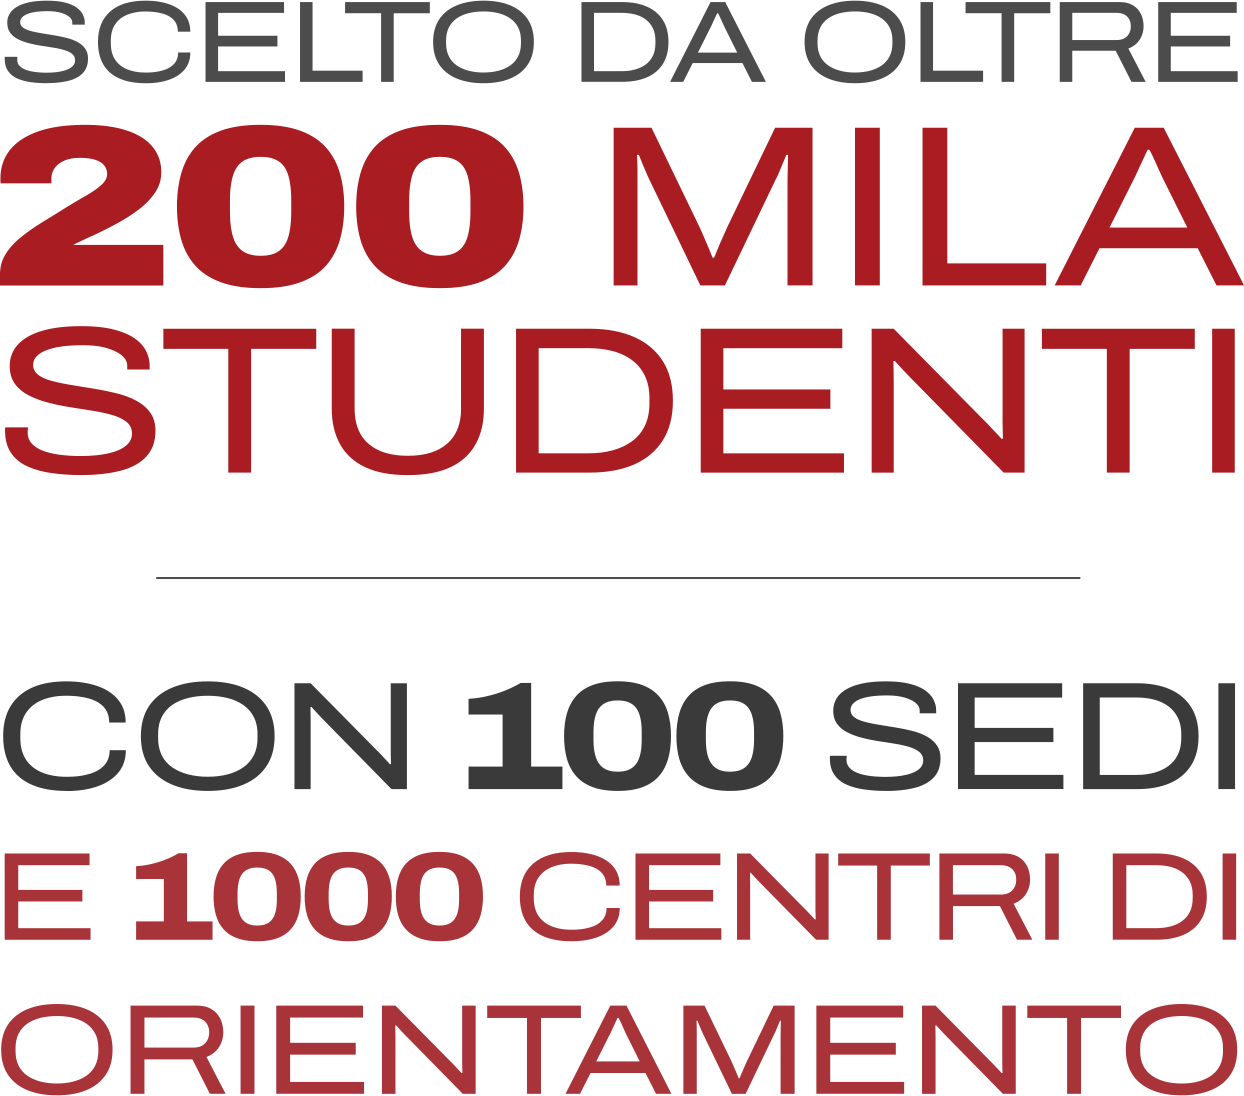 SCELTO DA OLTRE
200 MILA
STUDENTI
CON 100 SEDI
E 1000 CENTRI DI
ORIENTAMENTO